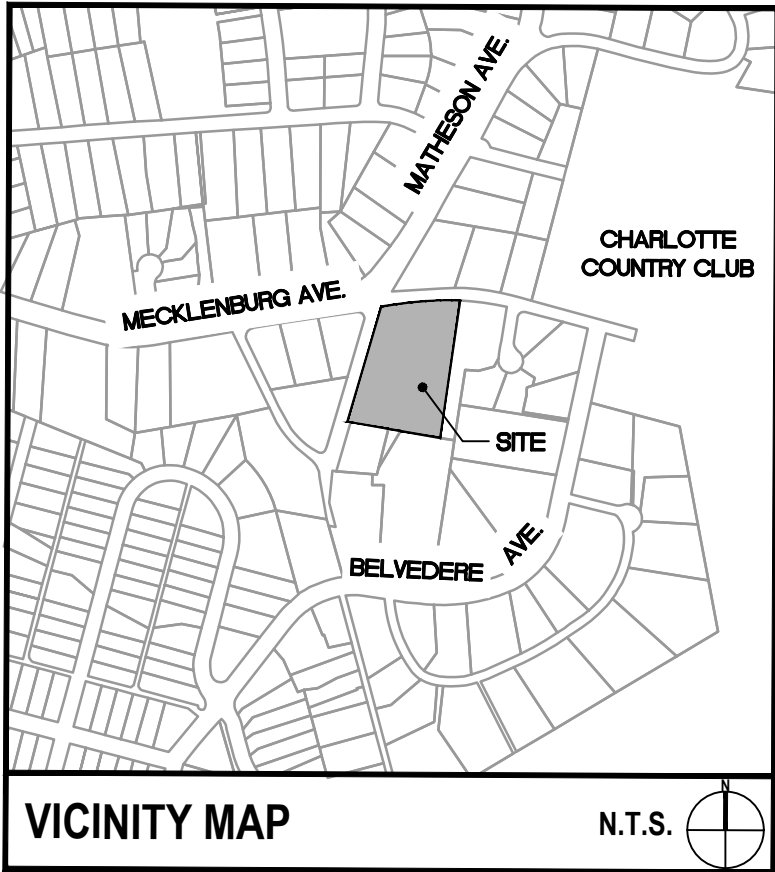 MATHESON AVE.
CHARLOTTE
COUNTRY CLUB
MECKLENBURG AVE.
SITE
BELVEDERE AVE.
VICINITY MAP
N.T.S.
N